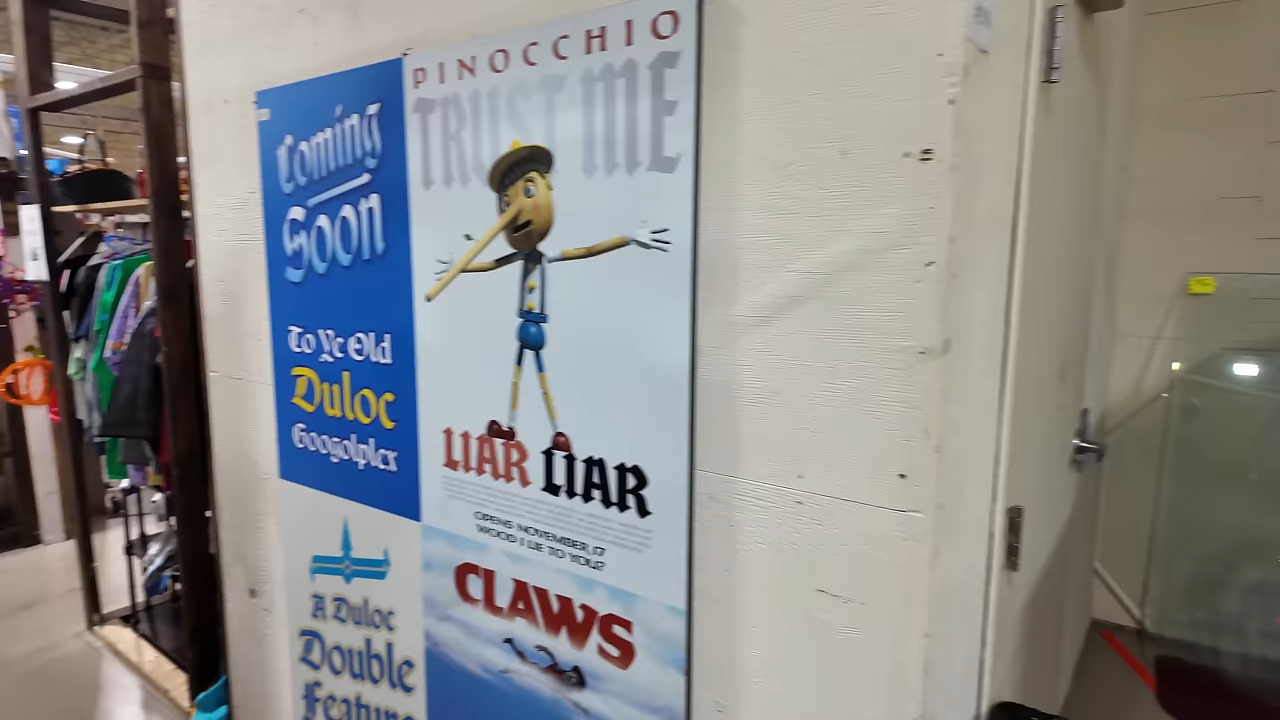 Coming
Soon
To Ye Old
Duloc
Googolplex
A Duloc
Double
Feature
PINOCCHIO
TRUST ME
LIAR LIAR
OPENS NOVEMBER 17
WOOD I LIE TO YOU?
CLAWS